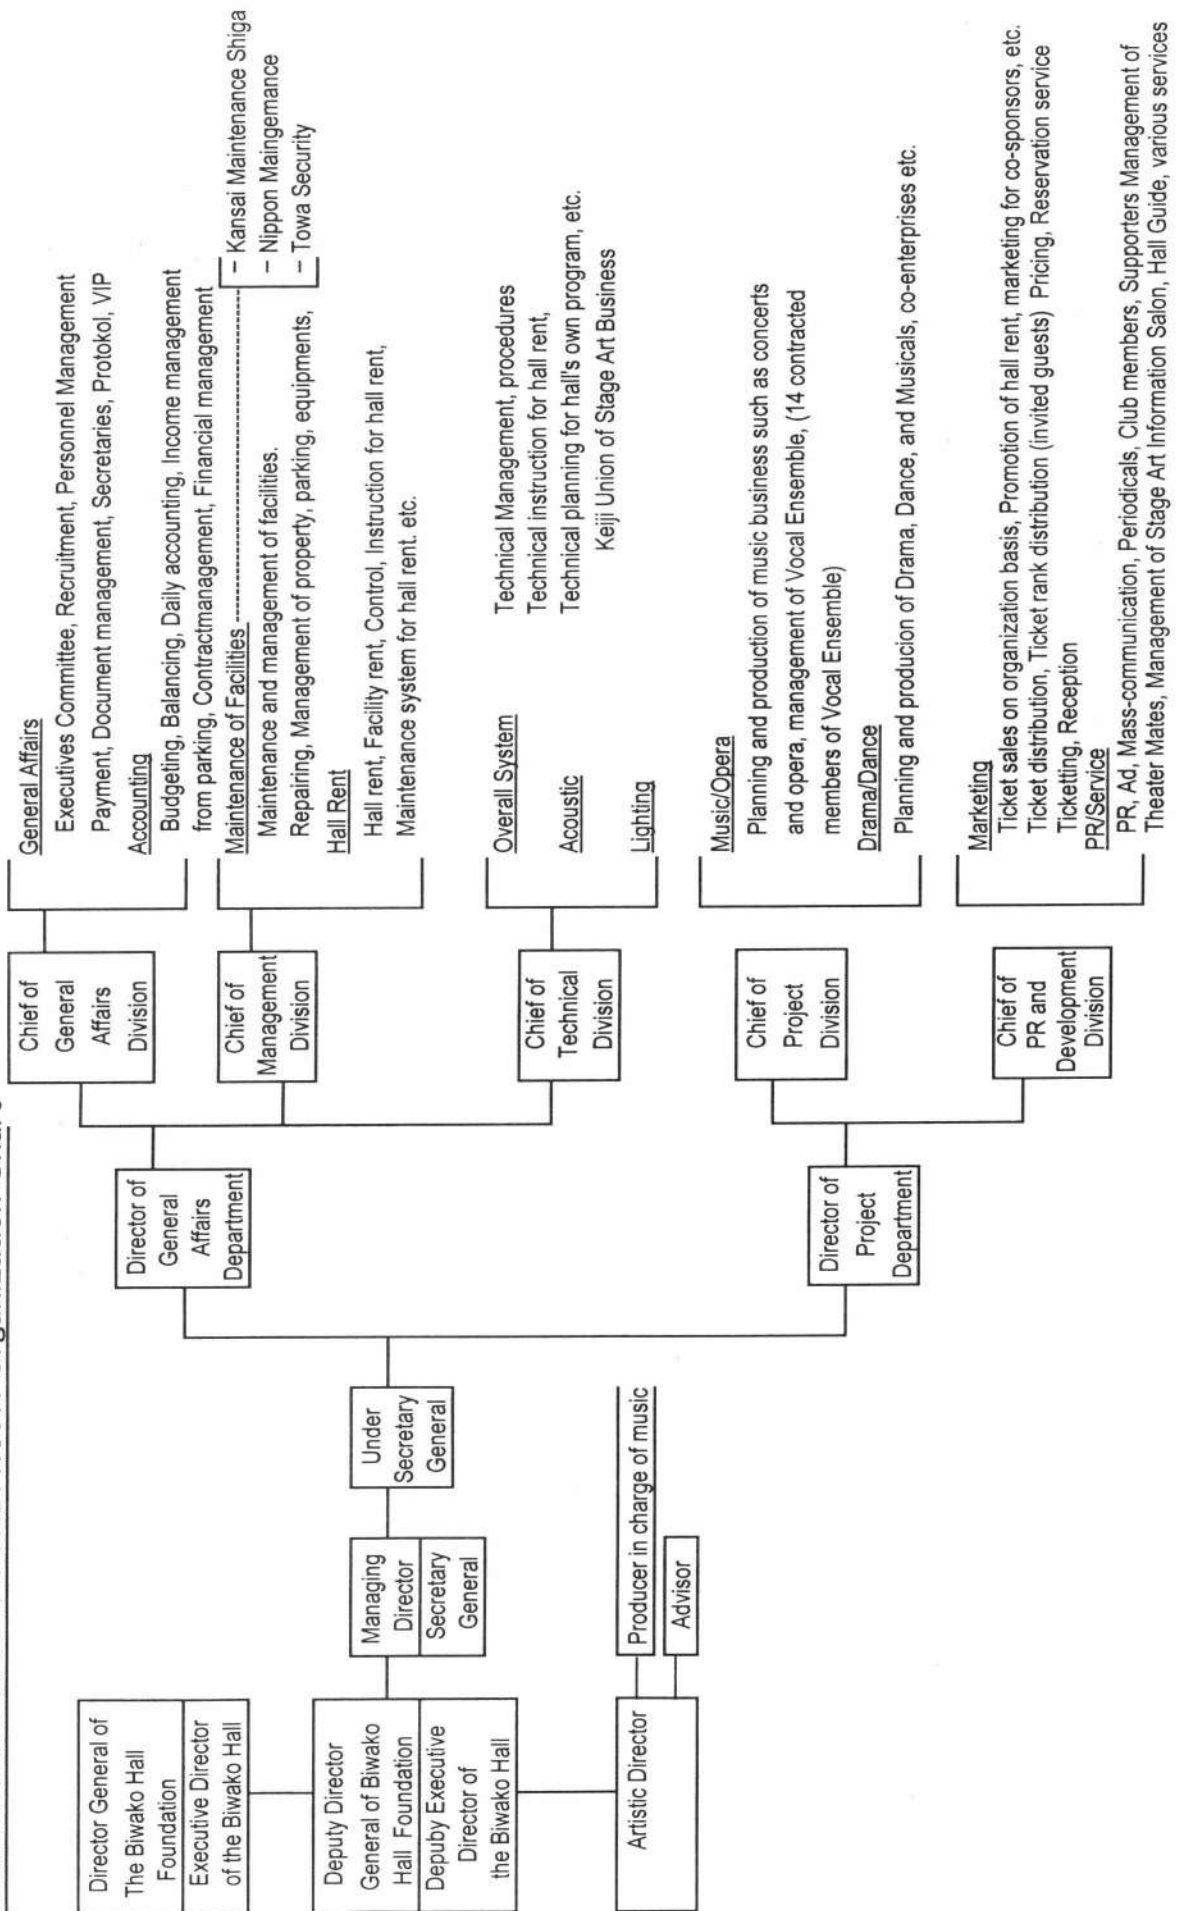 Organization Chart
Director General of
The Biwako Hall
Foundation
Executive Director
of the Biwako Hall
Deputy Director
General of Biwako
Hall Foundation
Depuby Executive
Director of
the Biwako Hall
Artistic Director
Producer in charge of music
Advisor
Managing
Director
Secretary
General
Under
Secretary
General
Director of
General
Affairs
Department
Director of
Project
Department
Chief of
General
Affairs
Division
Chief of
Management
Division
Chief of
Technical
Division
Chief of
Project
Division
Chief of
PR and
Development
Division
General Affairs
Executives Committee, Recruitment, Personnel Management
Payment, Document management, Secretaries, Protokol, VIP
Accounting
Budgeting, Balancing, Daily accounting, Income management
from parking, Contractmanagement, Financial management
Maintenance of Facilities
– Kansai Maintenance Shiga
– Nippon Maingemance
– Towa Security
Maintenance and management of facilities.
Repairing, Management of property, parking, equipments,
Hall Rent
Hall rent, Facility rent, Control, Instruction for hall rent,
Maintenance system for hall rent. etc.
Overall System
Technical Management, procedures
Technical instruction for hall rent,
Technical planning for hall's own program, etc.
Keiji Union of Stage Art Business
Acoustic
Lighting
Music/Opera
Planning and production of music business such as concerts
and opera, management of Vocal Ensemble, (14 contracted
members of Vocal Ensemble)
Drama/Dance
Planning and producion of Drama, Dance, and Musicals, co-enterprises etc.
Marketing
Ticket sales on organization basis, Promotion of hall rent, marketing for co-sponsors, etc.
Ticket distribution, Ticket rank distribution (invited guests) Pricing, Reservation service
Ticketting, Reception
PR/Service
PR, Ad, Mass-communication, Periodicals, Club members, Supporters Management of
Theater Mates, Management of Stage Art Information Salon, Hall Guide, various services